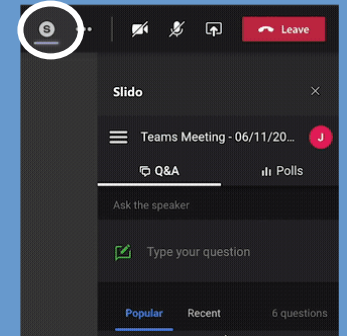 S
Leave
Slido
Teams Meeting - 06/11/20...
J
Q&A
Polls
Ask the speaker
Type your question
Popular Recent 6 questions